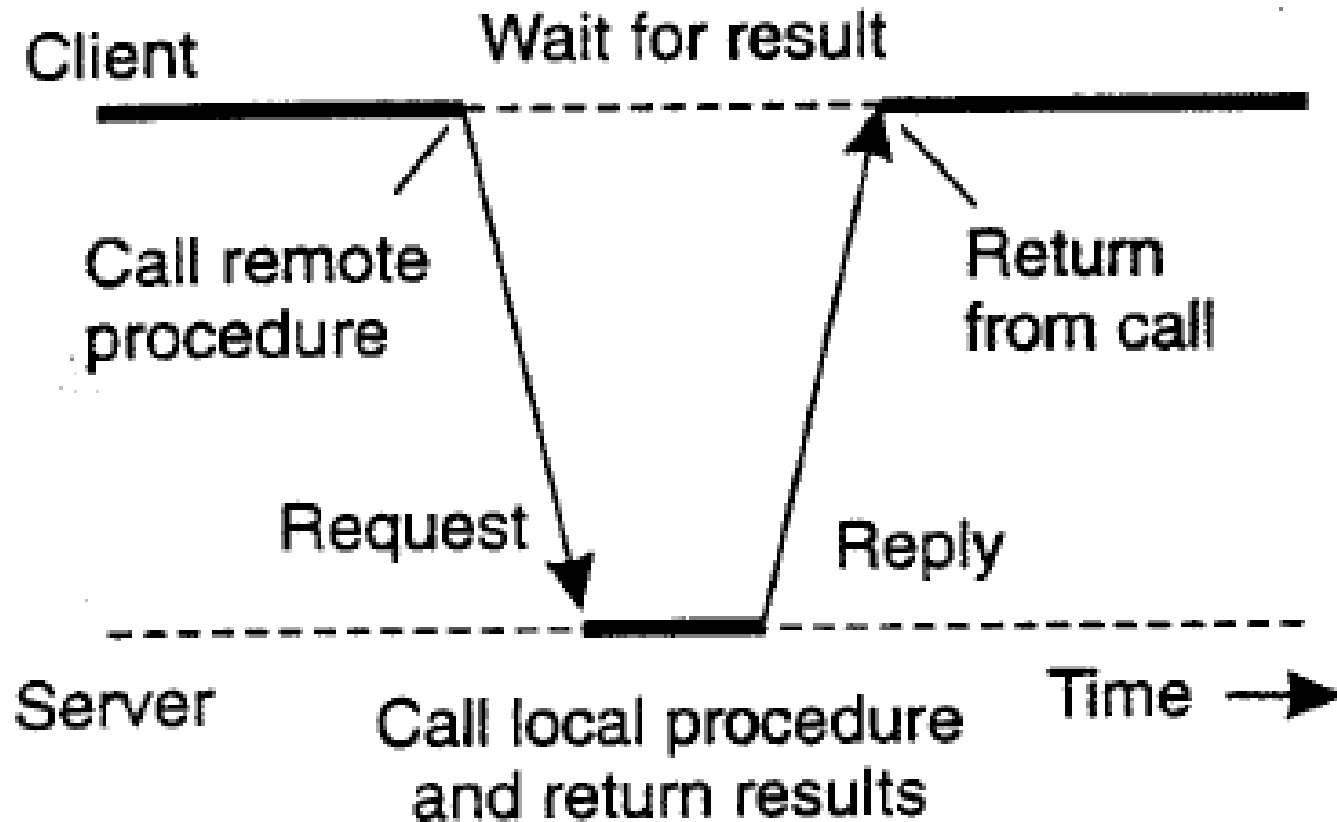 Client
Wait for result
Call remote
procedure
Return
from call
Request
Reply
Server
Call local procedure
and return results
Time